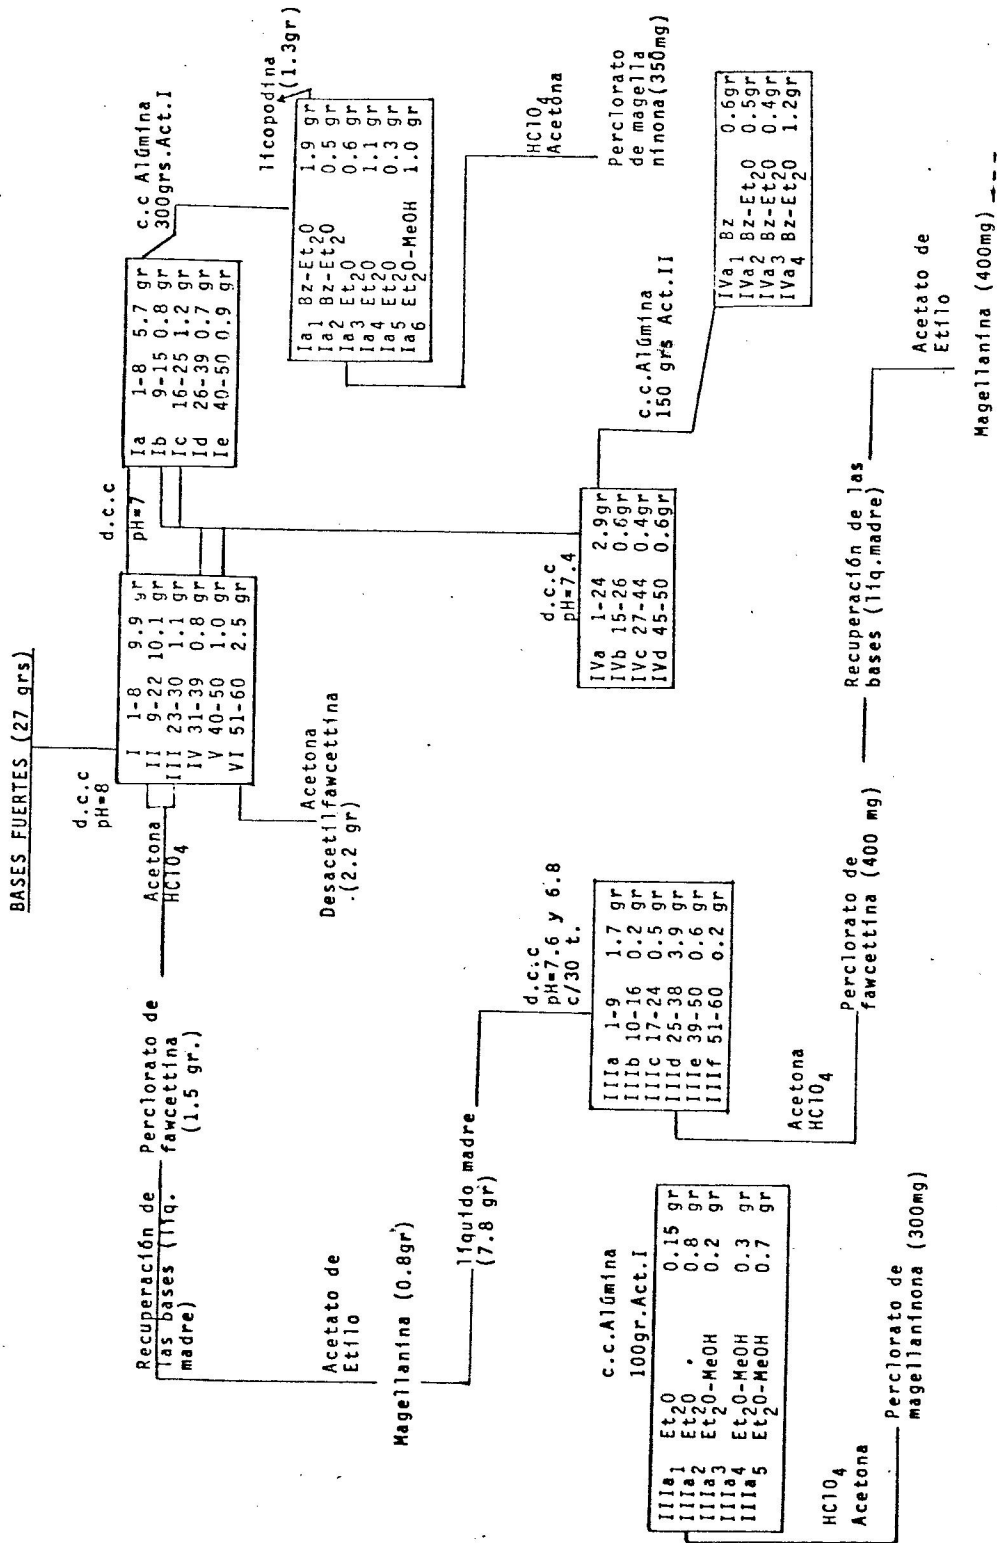 BASES FUERTES (27 grs)
d.c.c
pH=8
I 1-8 9.9 gr
II 9-22 10.1 gr
III 23-30 1.1 gr
IV 31-39 0.8 gr
V 40-50 1.0 gr
VI 51-60 2.5 gr
d.c.c
pH=7
Ia 1-8 5.7 gr
Ib 9-15 0.8 gr
Ic 16-25 1.2 gr
Id 26-39 0.7 gr
Ie 40-50 0.9 gr
c.c Alúmina
300grs.Act.I
licopodina
(1.3gr)
Ia1 Bz-Et2O 1.9 gr
Ia2 Bz-Et2O 0.5 gr
Ia3 Et2O 0.6 gr
Ia4 Et2O 1.1 gr
Ia5 Et2O 0.3 gr
Ia6 Et2O-MeOH 1.0 gr
HClO4
Acetona
Perclorato
de magella
ninona(350mg)
Acetona
HClO4
Acetona
Desacetilfawcettina
.(2.2 gr)
d.c.c
pH=7.4
IVa 1-24 2.9gr
IVb 15-26 0.6gr
IVc 27-44 0.4gr
IVd 45-50 0.6gr
c.c.Alúmina
150 grs Act.II
IVa1 Bz 0.6gr
IVa2 Bz-Et2O 0.5gr
IVa3 Bz-Et2O 0.4gr
IVa4 Bz-Et2O 1.2gr
Perclorato de
fawcettina
(1.5 gr.)
Recuperación de
las bases (líq.
madre)
Acetato de
Etilo
Magellanina (0.8gr)
líquido madre
(7.8 gr)
d.c.c
pH=7.6 y 6.8
c/30 t.
IIIa 1-9 1.7 gr
IIIb 10-16 0.2 gr
IIIc 17-24 0.5 gr
IIId 25-38 3.9 gr
IIIe 39-50 0.6 gr
IIIf 51-60 0.2 gr
Acetona
HClO4
Perclorato de
fawcettina (400 mg)
Recuperación de las
bases (líq.madre)
Acetato de
Etilo
Magellanina (400mg)
c.c.Alúmina
100gr.Act.I
IIIa1 Et2O 0.15 gr
IIIa2 Et2O 0.8 gr
IIIa3 Et2O-MeOH 0.2 gr
IIIa4 Et2O-MeOH 0.3 gr
IIIa5 Et2O-MeOH 0.7 gr
HClO4
Acetona
Perclorato de
magellaninona (300mg)